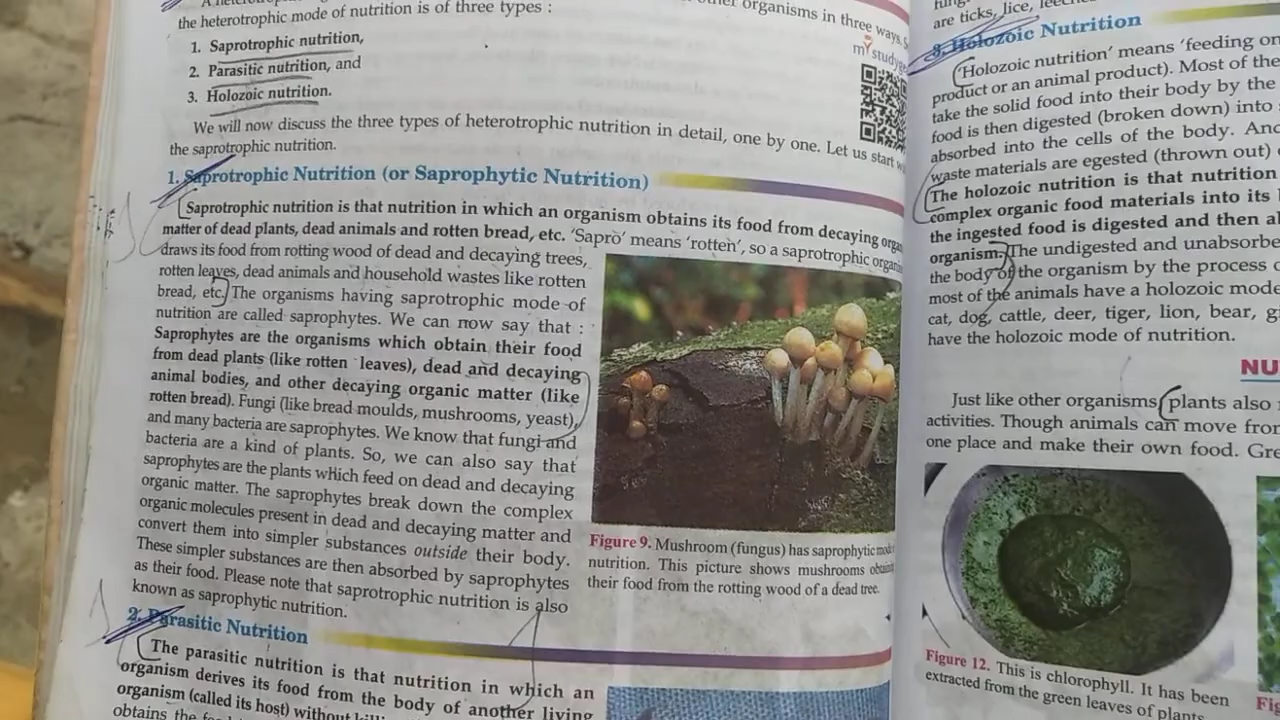 the heterotrophic mode of nutrition is of three types :
other organisms in three ways.
1. Saprotrophic nutrition,
2. Parasitic nutrition, and
3. Holozoic nutrition.
We will now discuss the three types of heterotrophic nutrition in detail, one by one. Let us start
the saprotrophic nutrition.
1. Saprotrophic Nutrition (or Saprophytic Nutrition)
Saprotrophic nutrition is that nutrition in which an organism obtains its food from decaying
matter of dead plants, dead animals and rotten bread, etc. 'Sapro' means 'rotten', so a saprotrophic
draws its food from rotting wood of dead and decaying trees,
rotten leaves, dead animals and household wastes like rotten
bread, etc. The organisms having saprotrophic mode of
nutrition are called saprophytes. We can now say that :
Saprophytes are the organisms which obtain their food
from dead plants (like rotten leaves), dead and decaying
animal bodies, and other decaying organic matter (like
rotten bread). Fungi (like bread moulds, mushrooms, yeast),
and many bacteria are saprophytes. We know that fungi and
bacteria are a kind of plants. So, we can also say that
saprophytes are the plants which feed on dead and decaying
organic matter. The saprophytes break down the complex
organic molecules present in dead and decaying matter and
convert them into simpler substances outside their body.
These simpler substances are then absorbed by saprophytes
as their food. Please note that saprotrophic nutrition is also
known as saprophytic nutrition.
Figure 9. Mushroom (fungus) has saprophytic
nutrition. This picture shows mushrooms
their food from the rotting wood of a dead tree.
2. Parasitic Nutrition
The parasitic nutrition is that nutrition in which an
organism derives its food from the body of another living
organism (called its host) without
obtains the
are ticks, lice,
3. Holozoic Nutrition
'Holozoic nutrition' means 'feeding on
product or an animal product). Most of the
take the solid food into their body by the
food is then digested (broken down) into
absorbed into the cells of the body.
waste materials are egested (thrown out)
The holozoic nutrition is that nutrition
complex organic food materials into its
the ingested food is digested and then
organism. The undigested and
the body of the organism by the process
most of the animals have a holozoic mode
cat, dog, cattle, deer, tiger, lion, bear,
have the holozoic mode of nutrition.
NU
Just like other organisms, plants also
activities. Though animals can move from
one place and make their own food.
Figure 12. This is chlorophyll. It has been
extracted from the green leaves of plants